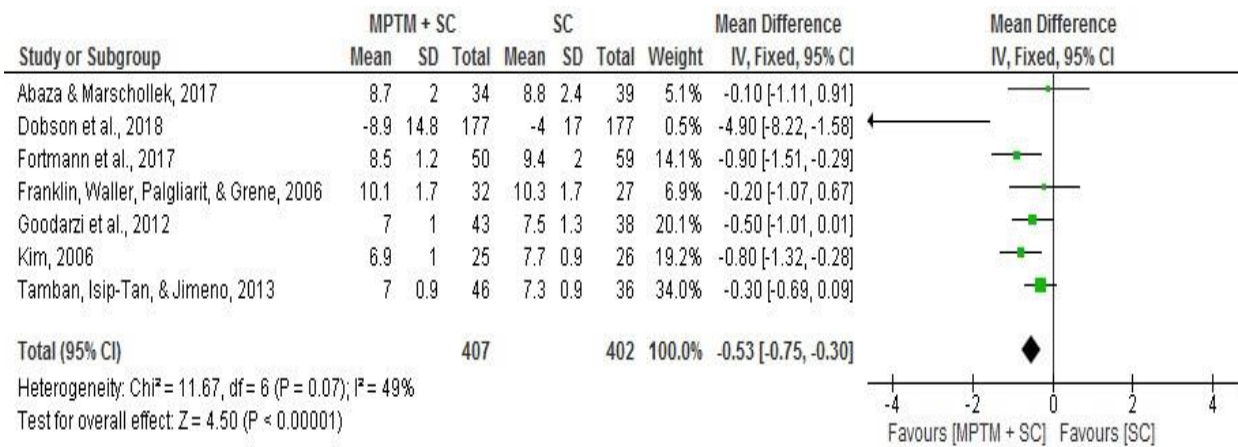 MPTM + SC SC Mean Difference Mean Difference
Study or Subgroup Mean SD Total Mean SD Total Weight IV, Fixed, 95% CI IV, Fixed, 95% CI
Abaza & Marschollek, 2017 8.7 2 34 8.8 2.4 39 5.1% -0.10 [-1.11, 0.91]
Dobson et al., 2018 -8.9 14.8 177 -4 17 177 0.5% -4.90 [-8.22, -1.58]
Fortmann et al., 2017 8.5 1.2 50 9.4 2 59 14.1% -0.90 [-1.51, -0.29]
Franklin, Waller, Palgliarit, & Grene, 2006 10.1 1.7 32 10.3 1.7 27 6.9% -0.20 [-1.07, 0.67]
Goodarzi et al., 2012 7 1 43 7.5 1.3 38 20.1% -0.50 [-1.01, 0.01]
Kim, 2006 6.9 1 25 7.7 0.9 26 19.2% -0.80 [-1.32, -0.28]
Tamban, Isip-Tan, & Jimeno, 2013 7 0.9 46 7.3 0.9 36 34.0% -0.30 [-0.69, 0.09]
Total (95% CI) 407 402 100.0% -0.53 [-0.75, -0.30]
Heterogeneity: Chi² = 11.67, df = 6 (P = 0.07); I² = 49%
Test for overall effect: Z = 4.50 (P < 0.00001)
-4 -2 0 2 4
Favours [MPTM + SC] Favours [SC]